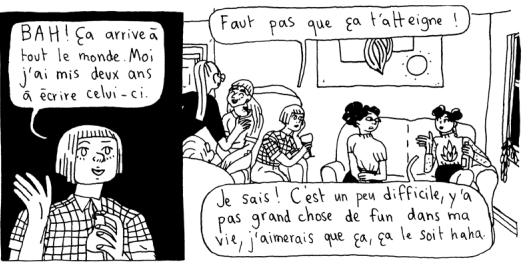 BAH! Ça arrive à
tout le monde. Moi
j'ai mis deux ans
à écrire celui-ci.
Faut pas que ça t'atteigne !
Je sais ! C'est un peu difficile, y'a
pas grand chose de fun dans ma
vie, j'aimerais que ça, ça le soit haha.